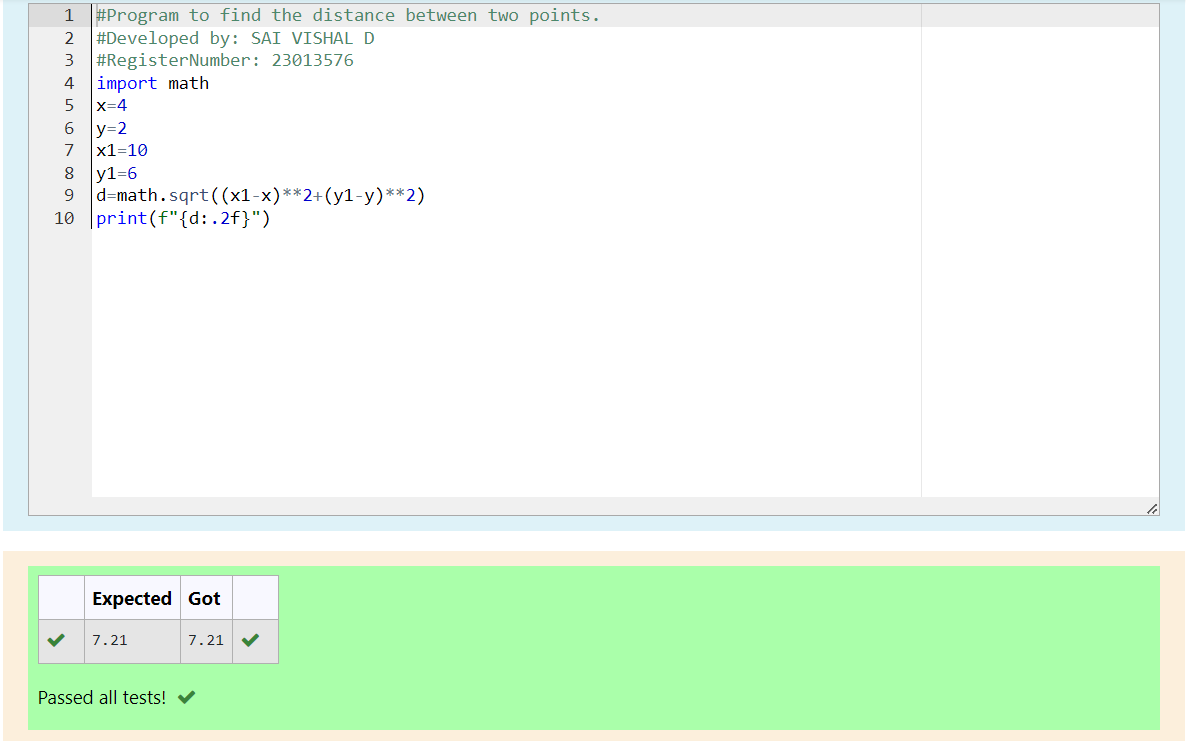 1 #Program to find the distance between two points.
2 #Developed by: SAI VISHAL D
3 #RegisterNumber: 23013576
4 import math
5 x=4
6 y=2
7 x1=10
8 y1=6
9 d=math.sqrt((x1-x)**2+(y1-y)**2)
10 print(f"{d:.2f}")
Expected Got
7.21 7.21
Passed all tests!